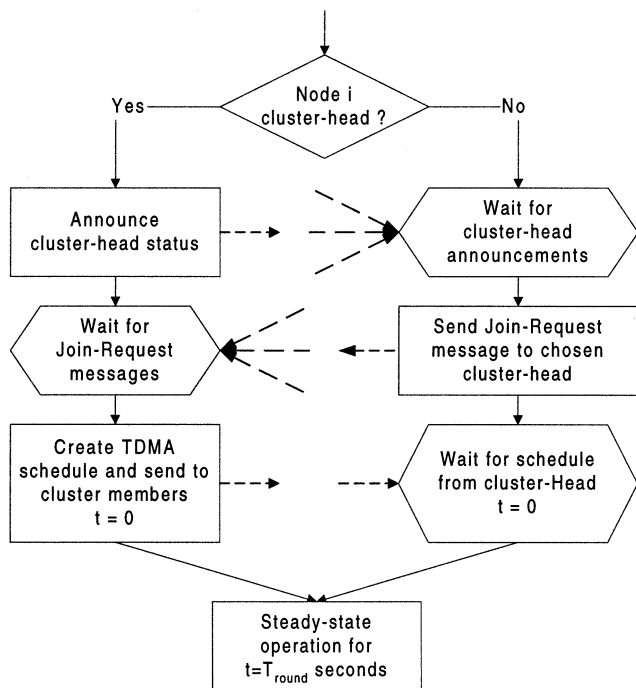 Node i
cluster-head ?
Yes
No
Announce
cluster-head status
Wait for
cluster-head
announcements
Wait for
Join-Request
messages
Send Join-Request
message to chosen
cluster-head
Create TDMA
schedule and send to
cluster members
t = 0
Wait for schedule
from cluster-Head
t = 0
Steady-state
operation for
t=Tround seconds